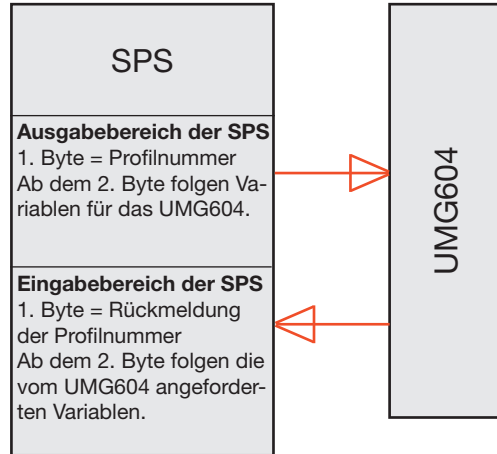 SPS
Ausgabebereich der SPS
1. Byte = Profilnummer
Ab dem 2. Byte folgen Va-
riablen für das UMG604.
Eingabebereich der SPS
1. Byte = Rückmeldung
der Profilnummer
Ab dem 2. Byte folgen die
vom UMG604 angeforder-
ten Variablen.
UMG604